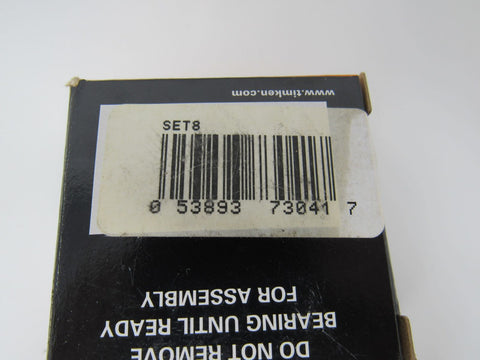 www.timken.com
SET8
0 53893 73041 7
DO NOT REMOVE
BEARING UNTIL READY
FOR ASSEMBLY